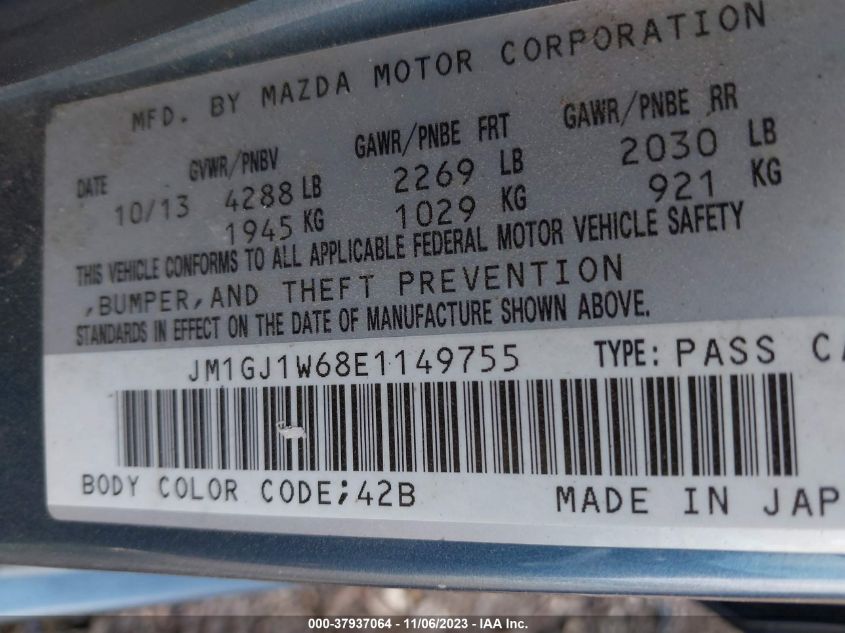 MFD. BY MAZDA MOTOR CORPORATION
DATE GVWR/PNBV GAWR/PNBE FRT GAWR/PNBE RR
10/13 4288 LB 2269 LB 2030 LB
1945 KG 1029 KG 921 KG
THIS VEHICLE CONFORMS TO ALL APPLICABLE FEDERAL MOTOR VEHICLE SAFETY
,BUMPER,AND THEFT PREVENTION
STANDARDS IN EFFECT ON THE DATE OF MANUFACTURE SHOWN ABOVE.
JM1GJ1W68E1149755 TYPE: PASS CA
BODY COLOR CODE;42B MADE IN JAP
000-37937064 - 11/06/2023 - IAA Inc.